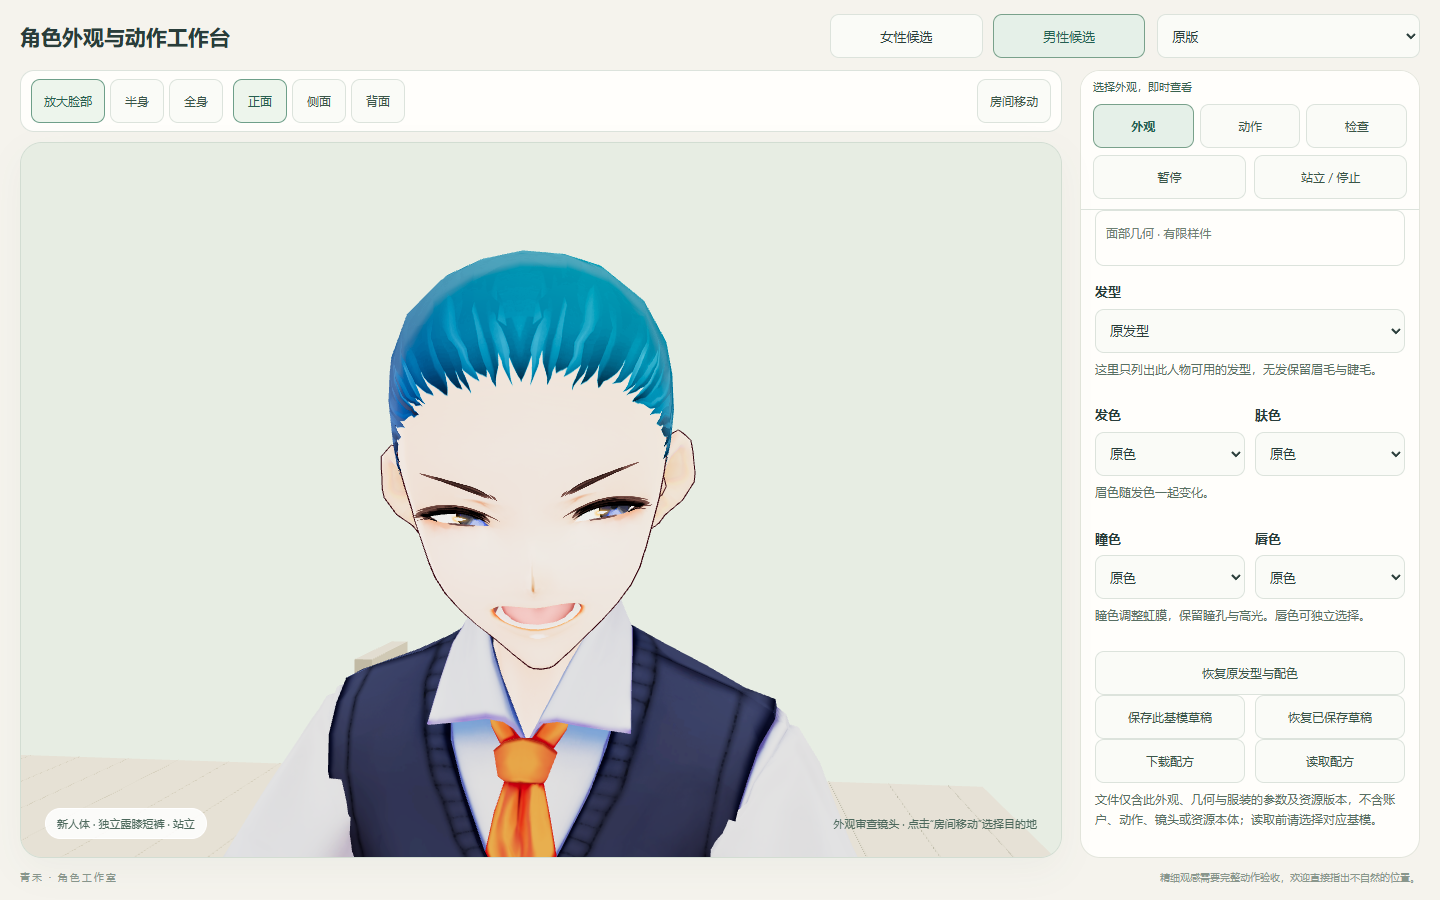 角色外观与动作工作台
女性候选
男性候选
原版
放大脸部
半身
全身
正面
侧面
背面
房间移动
选择外观，即时查看
外观
动作
检查
暂停
站立 / 停止
面部几何 · 有限样件
发型
原发型
这里只列出此人物可用的发型，无发保留眉毛与睫毛。
发色
肤色
原色
原色
眉色随发色一起变化。
瞳色
唇色
原色
原色
瞳色调整虹膜，保留瞳孔与高光。唇色可独立选择。
恢复原发型与配色
保存此基模草稿
恢复已保存草稿
下载配方
读取配方
文件仅含此外观、几何与服装的参数及资源版本，不含账
户、动作、镜头或资源本体；读取前请选择对应基模。
新人体 · 独立露膝短裤 · 站立
外观审查镜头 · 点击“房间移动”选择目的地
青禾 · 角色工作室
精细观感需要完整动作验收，欢迎直接指出不自然的位置。